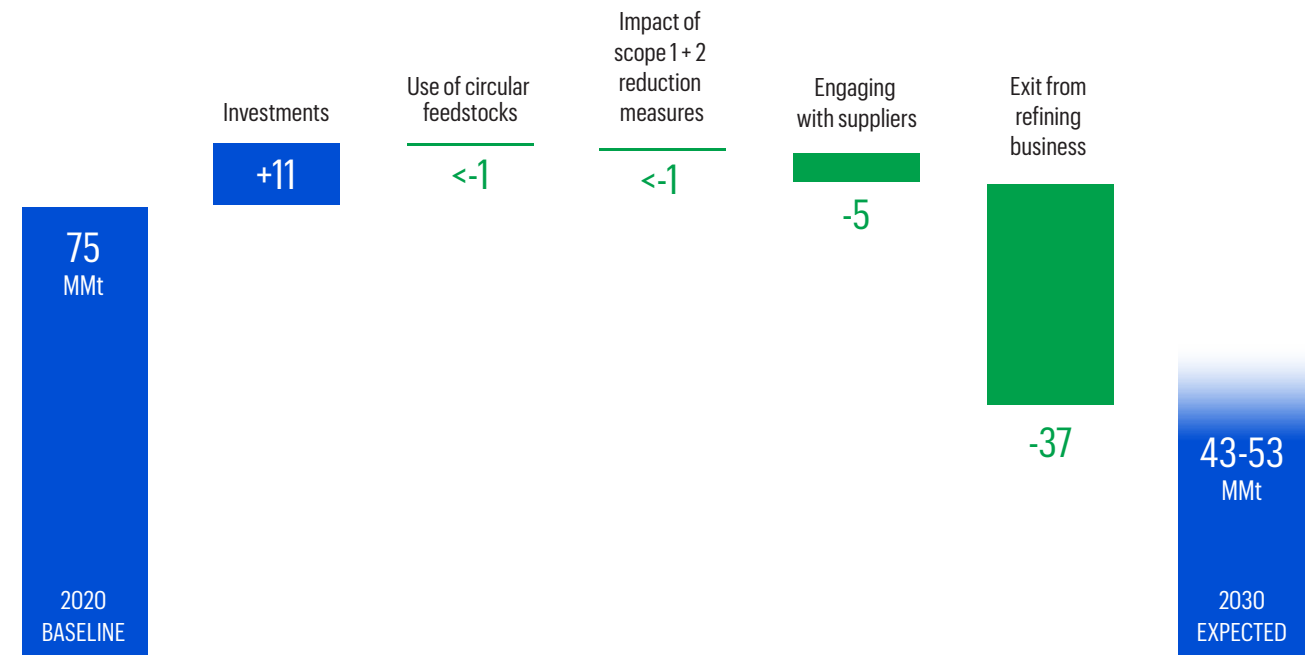 75
MMt
2020
BASELINE
Investments
+11
Use of circular
feedstocks
<-1
Impact of
scope 1 + 2
reduction
measures
<-1
Engaging
with suppliers
-5
Exit from
refining
business
-37
43-53
MMt
2030
EXPECTED